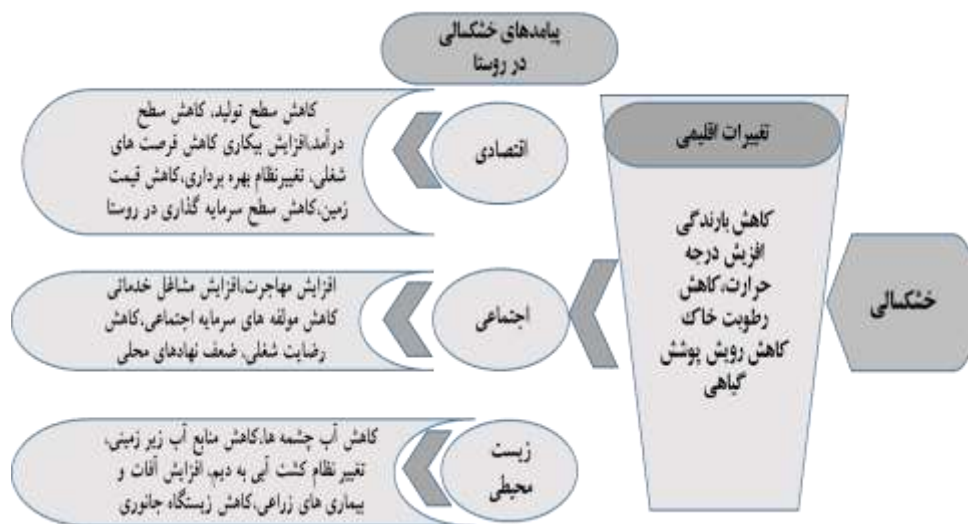 پیامدهای خشکسالی
در روستا
خشکسالی
تغییرات اقلیمی
کاهش بارندگی
افزیش درجه
حرارت،کاهش
رطوبت خاک
کاهش رویش پوشش
گیاهی
اقتصادی
کاهش سطح تولید، کاهش سطح
درآمد،افزایش بیکاری کاهش فرصت های
شغلی، تغییرنظام بهره برداری،کاهش قیمت
زمین،کاهش سطح سرمایه گذاری در روستا
اجتماعی
افزایش مهاجرت،افزایش مشاغل خدماتی
کاهش مولفه های سرمایه اجتماعی،کاهش
رضایت شغلی، ضعف نهادهای محلی
زیست
محیطی
کاهش آب چشمه ها،کاهش منابع آب زیر زمینی،
تغییر نظام کشت آبی به دیم، افزایش آفات و
بیماری های زراعی،کاهش زیستگاه جانوری